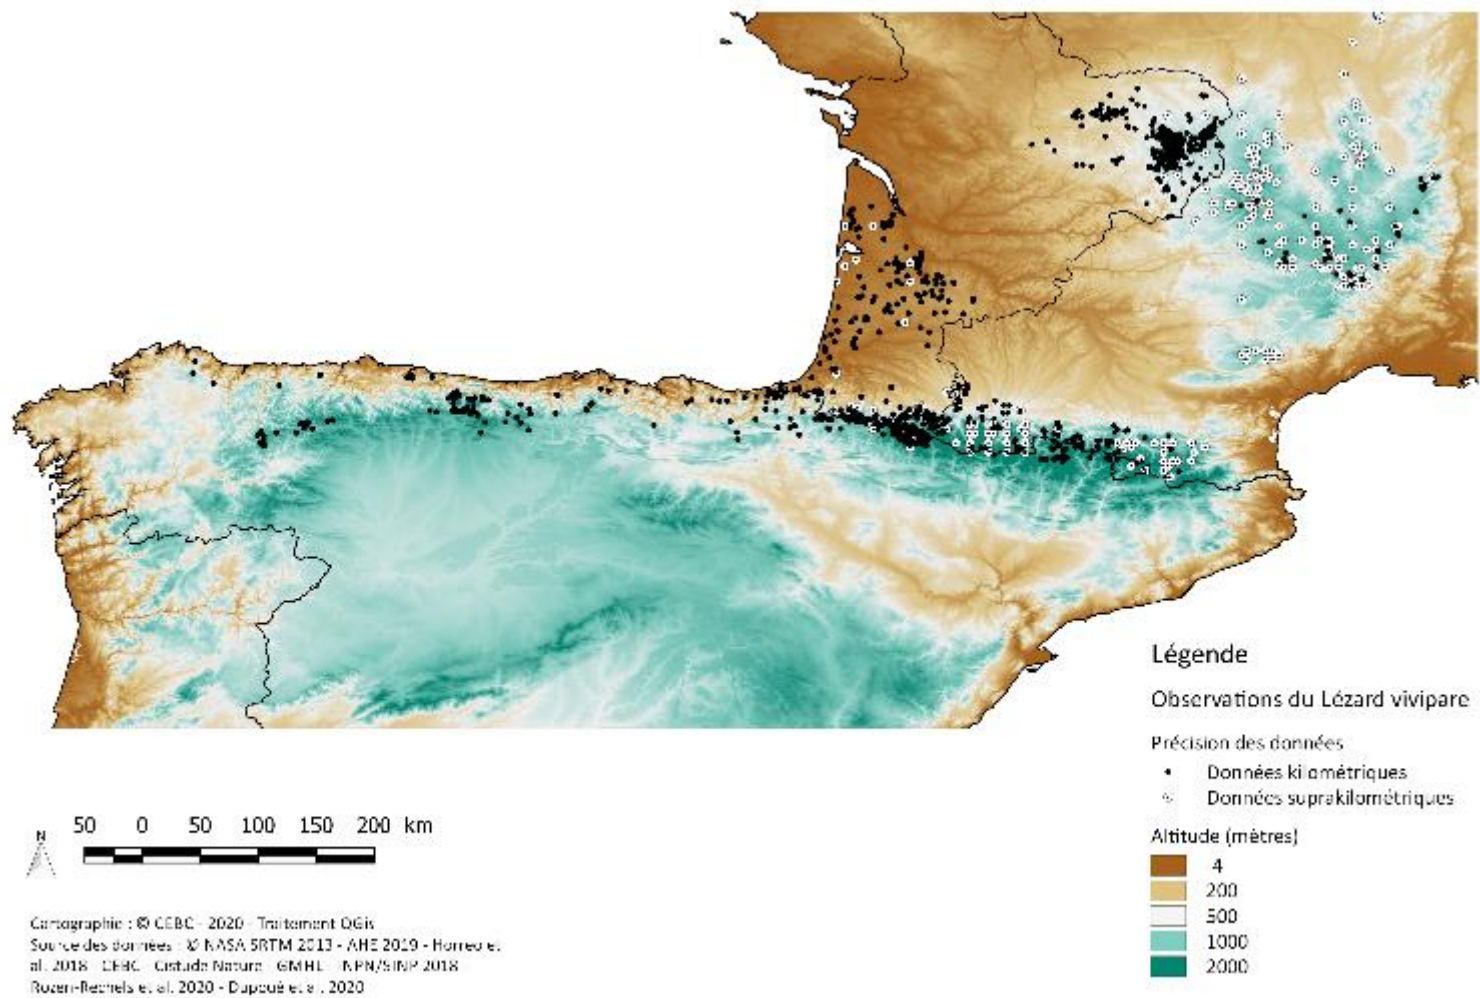 Légende
Observations du Lézard vivipare
Précision des données
Données kilométriques
Données suprakilométriques
Altitude (mètres)
4
200
500
1000
2000
50 0 50 100 150 200 km
N
Cartographie : © CEBC - 2020 - Traitement QGis
Source des données : © NASA SRTM 2013 - AHE 2019 - Horreo et
al. 2018 - CEBC - Cistude Nature - GMHL - INPN/SINP 2018
Rozen-Rechels et al. 2020 - Dupoué et al. 2020